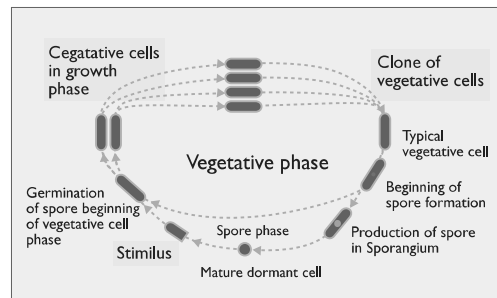 Cegatative cells
in growth
phase
Clone of
vegetative cells
Typical
vegetative cell
Vegetative phase
Beginning of
spore formation
Germination
of spore beginning
of vegetative cell
phase
Production of spore
in Sporangium
Spore phase
Stimilus
Mature dormant cell